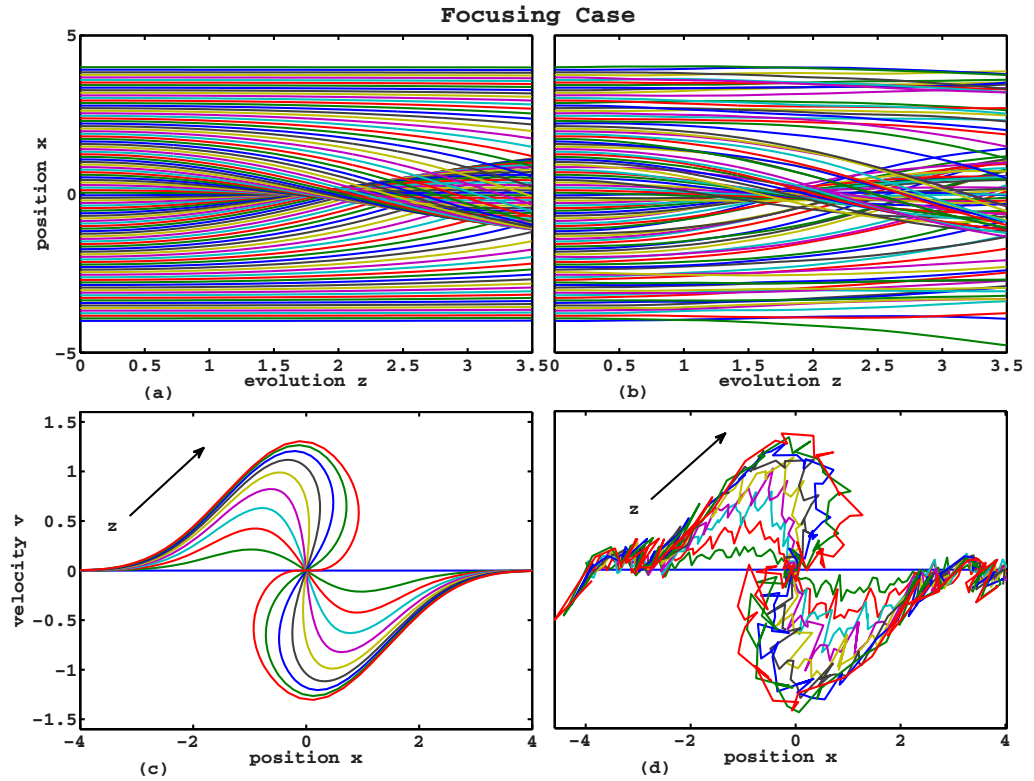 Focusing Case
position x
5
0
−5
0 0.5 1 1.5 2 2.5 3 3.5
evolution z
(a)
0 0.5 1 1.5 2 2.5 3 3.5
evolution z
(b)
velocity v
1.5
1
0.5
0
−0.5
−1
−1.5
z
−4 −2 0 2 4
position x
(c)
z
−4 −2 0 2 4
position x
(d)